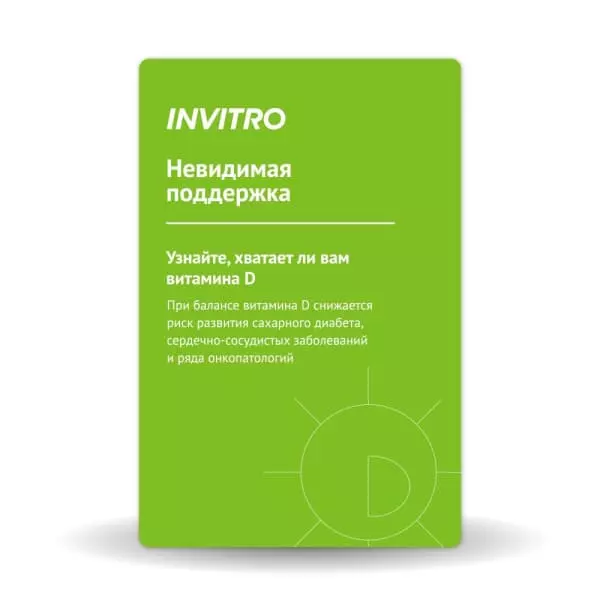 INVITRO
Невидимая
поддержка
Узнайте, хватает ли вам
витамина D
При балансе витамина D снижается
риск развития сахарного диабета,
сердечно-сосудистых заболеваний
и ряда онкопатологий
D